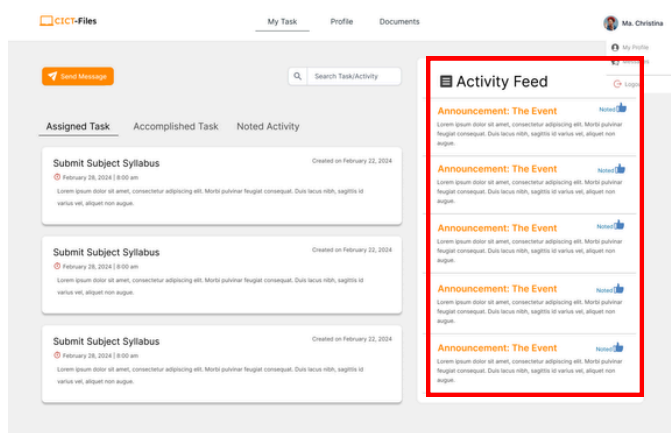 CICT-Files
My Task Profile Documents
Ma. Christina
My Profile
Logout
Send Message
Search Task/Activity
Assigned Task Accomplished Task Noted Activity
Submit Subject Syllabus
Created on February 22, 2024
February 28, 2024 | 8:00 am
Lorem ipsum dolor sit amet, consectetur adipiscing elit. Morbi pulvinar feugiat consequat. Duis lacus nibh, sagittis id
varius vel, aliquet non augue.
Submit Subject Syllabus
Created on February 22, 2024
February 28, 2024 | 8:00 am
Lorem ipsum dolor sit amet, consectetur adipiscing elit. Morbi pulvinar feugiat consequat. Duis lacus nibh, sagittis id
varius vel, aliquet non augue.
Submit Subject Syllabus
Created on February 22, 2024
February 28, 2024 | 8:00 am
Lorem ipsum dolor sit amet, consectetur adipiscing elit. Morbi pulvinar feugiat consequat. Duis lacus nibh, sagittis id
varius vel, aliquet non augue.
Activity Feed
Announcement: The Event
Noted
Lorem ipsum dolor sit amet, consectetur adipiscing elit. Morbi pulvinar
feugiat consequat. Duis lacus nibh, sagittis id varius vel, aliquet non
augue.
Announcement: The Event
Noted
Lorem ipsum dolor sit amet, consectetur adipiscing elit. Morbi pulvinar
feugiat consequat. Duis lacus nibh, sagittis id varius vel, aliquet non
augue.
Announcement: The Event
Noted
Lorem ipsum dolor sit amet, consectetur adipiscing elit. Morbi pulvinar
feugiat consequat. Duis lacus nibh, sagittis id varius vel, aliquet non
augue.
Announcement: The Event
Noted
Lorem ipsum dolor sit amet, consectetur adipiscing elit. Morbi pulvinar
feugiat consequat. Duis lacus nibh, sagittis id varius vel, aliquet non
augue.
Announcement: The Event
Noted
Lorem ipsum dolor sit amet, consectetur adipiscing elit. Morbi pulvinar
feugiat consequat. Duis lacus nibh, sagittis id varius vel, aliquet non
augue.